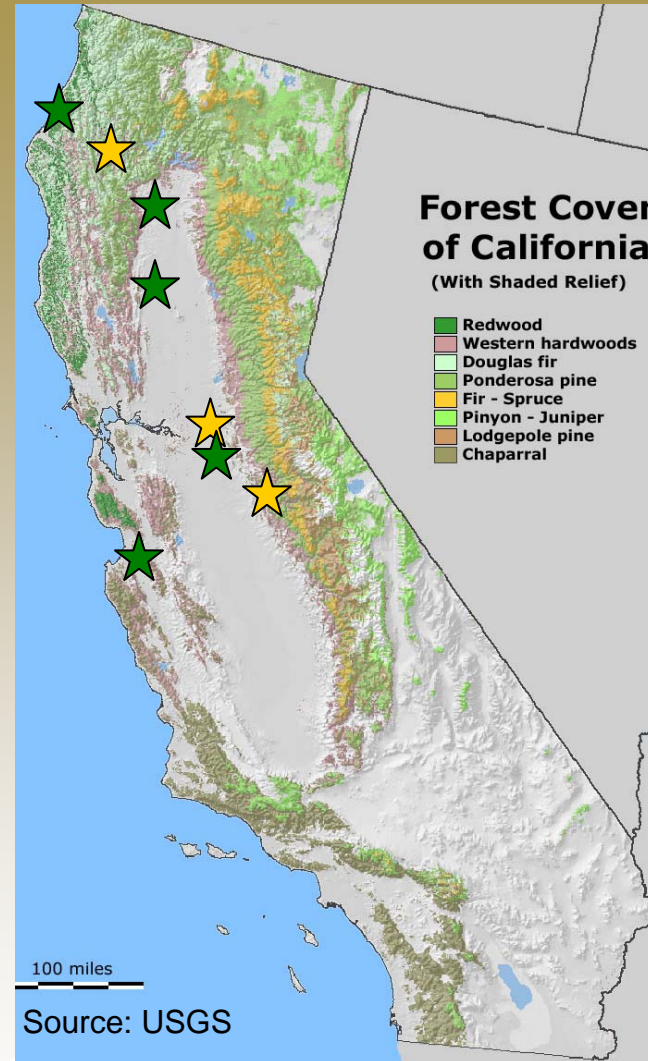 Forest Cover
of California
(With Shaded Relief)
Redwood
Western hardwoods
Douglas fir
Ponderosa pine
Fir - Spruce
Pinyon - Juniper
Lodgepole pine
Chaparral
100 miles
Source: USGS